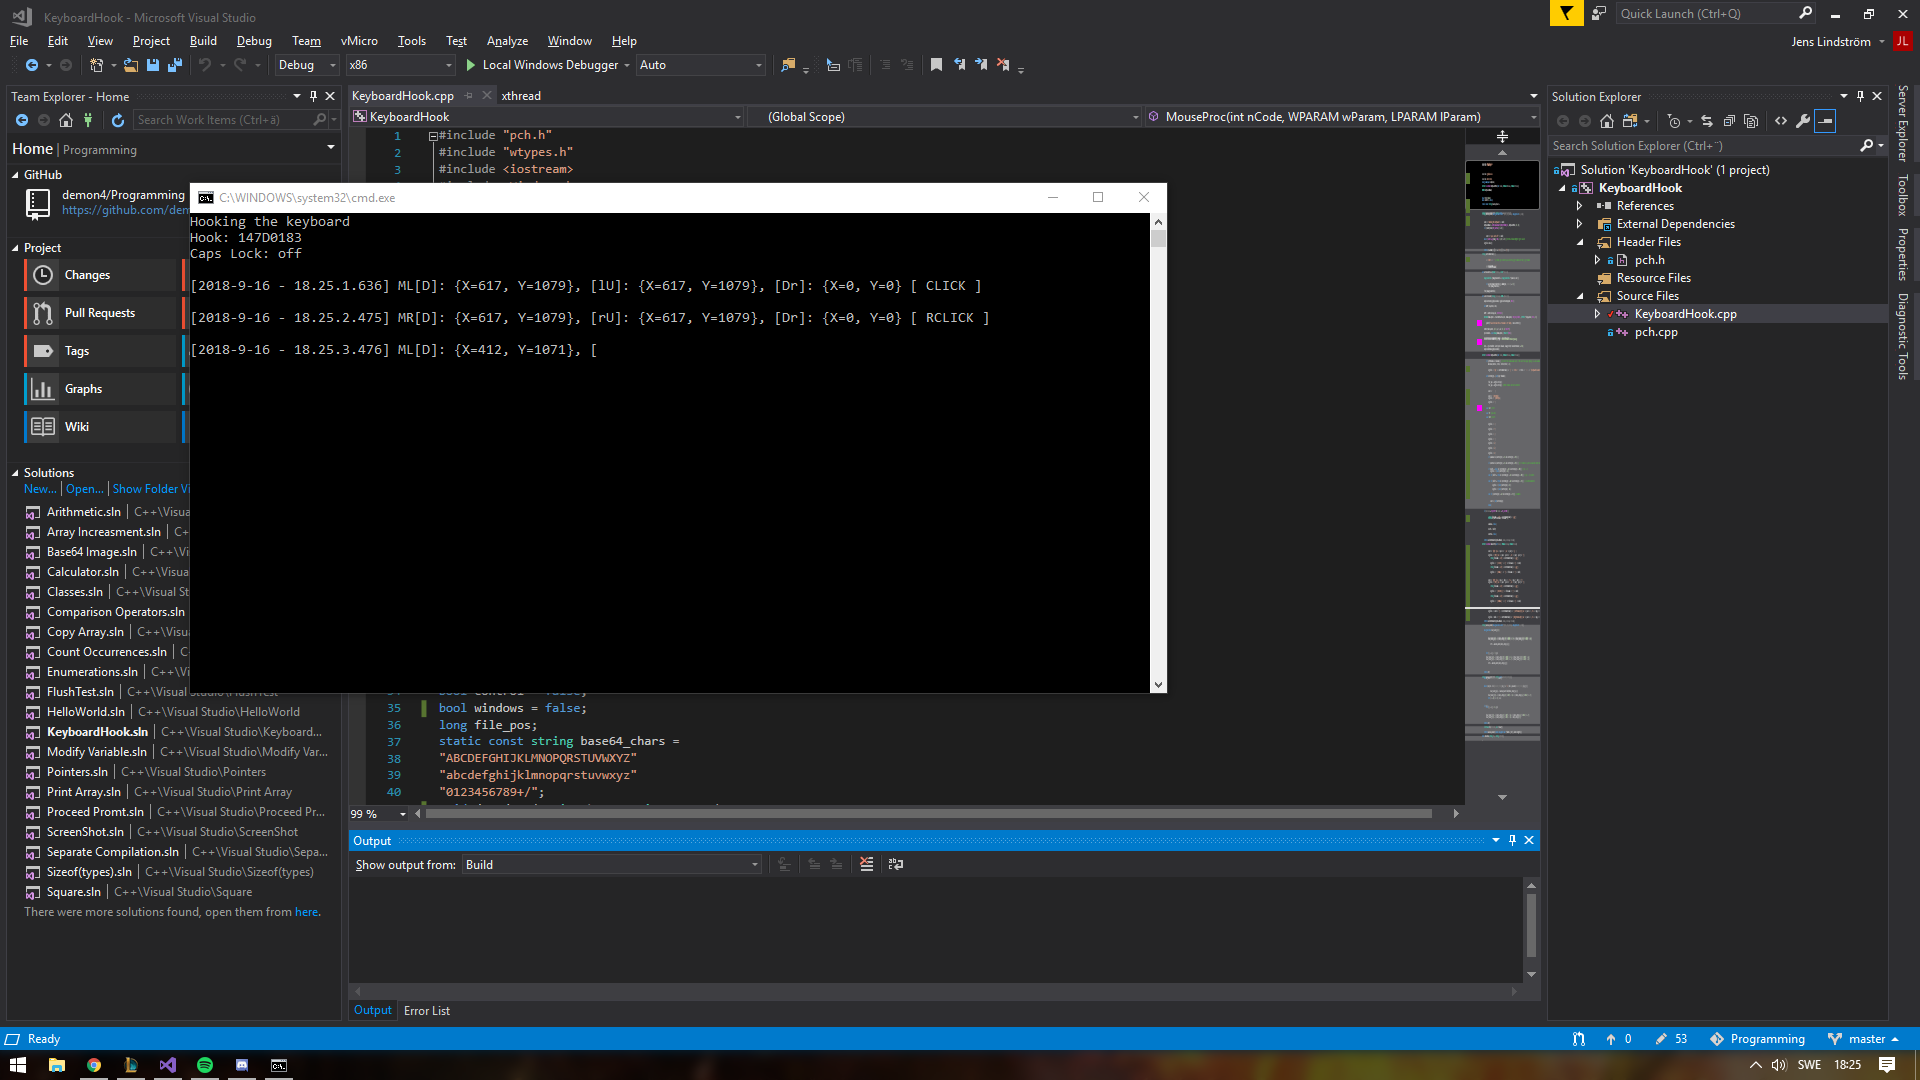 KeyboardHook - Microsoft Visual Studio
Quick Launch (Ctrl+Q)
File Edit View Project Build Debug Team vMicro Tools Test Analyze Window Help
Jens Lindström JL
Debug x86 Local Windows Debugger Auto
Team Explorer - Home
Search Work Items (Ctrl+ä)
Home | Programming
GitHub
demon4/Programming
https://github.com/den
Project
Changes
Pull Requests
Tags
Graphs
Wiki
Solutions
New... | Open... | Show Folder Vi
Arithmetic.sln | C++\Visua
Array Increasment.sln | C+
Base64 Image.sln | C++\Vi
Calculator.sln | C++\Visua
Classes.sln | C++\Visual St
Comparison Operators.sln
Copy Array.sln | C++\Visua
Count Occurrences.sln | C
Enumerations.sln | C++\Vi
FlushTest.sln | C++\Visual Studio\FlushTest
HelloWorld.sln | C++\Visual Studio\HelloWorld
KeyboardHook.sln | C++\Visual Studio\Keyboard...
Modify Variable.sln | C++\Visual Studio\Modify Var...
Pointers.sln | C++\Visual Studio\Pointers
Print Array.sln | C++\Visual Studio\Print Array
Proceed Promt.sln | C++\Visual Studio\Proceed Pr...
ScreenShot.sln | C++\Visual Studio\ScreenShot
Separate Compilation.sln | C++\Visual Studio\Sepa...
Sizeof(types).sln | C++\Visual Studio\Sizeof(types)
Square.sln | C++\Visual Studio\Square
There were more solutions found, open them from here.
KeyboardHook.cpp xthread
KeyboardHook (Global Scope) MouseProc(int nCode, WPARAM wParam, LPARAM lParam)
1 #include "pch.h"
2 #include "wtypes.h"
3 #include <iostream>
C:\WINDOWS\system32\cmd.exe
Hooking the keyboard
Hook: 147D0183
Caps Lock: off
[2018-9-16 - 18.25.1.636] ML[D]: {X=617, Y=1079}, [lU]: {X=617, Y=1079}, [Dr]: {X=0, Y=0} [ CLICK ]
[2018-9-16 - 18.25.2.475] MR[D]: {X=617, Y=1079}, [rU]: {X=617, Y=1079}, [Dr]: {X=0, Y=0} [ RCLICK ]
[2018-9-16 - 18.25.3.476] ML[D]: {X=412, Y=1071}, [
35 bool windows = false;
36 long file_pos;
37 static const string base64_chars =
38 "ABCDEFGHIJKLMNOPQRSTUVWXYZ"
39 "abcdefghijklmnopqrstuvwxyz"
40 "0123456789+/";
99 %
Output
Show output from: Build
Output Error List
Solution Explorer
Search Solution Explorer (Ctrl+¨)
Solution 'KeyboardHook' (1 project)
KeyboardHook
References
External Dependencies
Header Files
pch.h
Resource Files
Source Files
KeyboardHook.cpp
pch.cpp
Server Explorer
Toolbox
Properties
Diagnostic Tools
Ready
0 53 Programming master
SWE 18:25